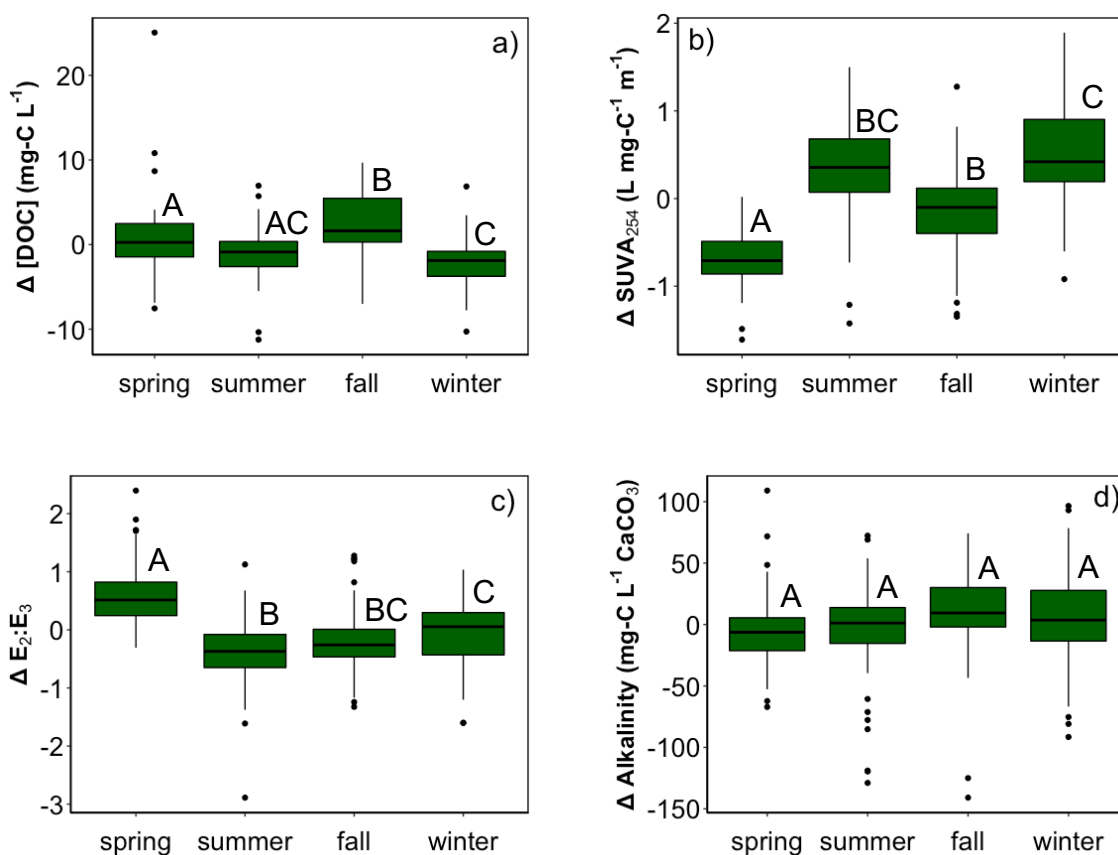 a)
Δ [DOC] (mg-C L⁻¹)
20
10
0
-10
A
AC
B
C
spring summer fall winter
b)
Δ SUVA₂₅₄ (L mg-C⁻¹ m⁻¹)
2
1
0
-1
A
BC
B
C
spring summer fall winter
c)
Δ E₂:E₃
2
1
0
-1
-2
-3
A
B
BC
C
spring summer fall winter
d)
Δ Alkalinity (mg-C L⁻¹ CaCO₃)
100
50
0
-50
-100
-150
A
A
A
A
spring summer fall winter